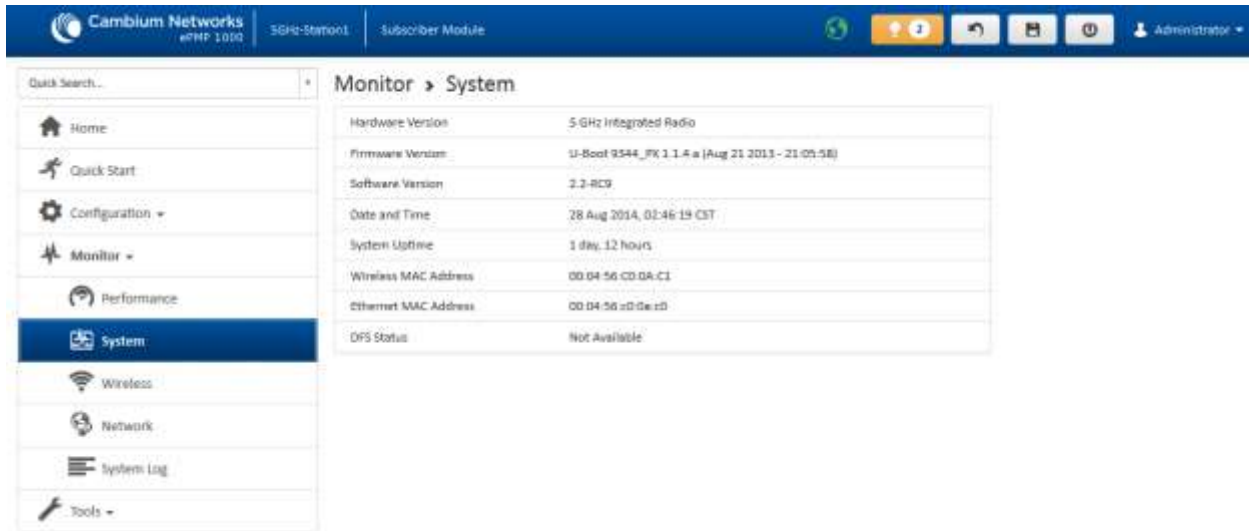 Cambium Networks
ePMP 1000
5GHz-Station1
Subscriber Module
2
Administrator
Quick Search...
Monitor > System
Home
Quick Start
Configuration
Monitor
Performance
System
Wireless
Network
System Log
Tools
Hardware Version 5 GHz Integrated Radio
Firmware Version U-Boot 9344_PX 1.1.4.a (Aug 21 2013 - 21:05:58)
Software Version 2.2-RC9
Date and Time 28 Aug 2014, 02:46:19 CST
System Uptime 1 day, 12 hours
Wireless MAC Address 00:04:56:CD:0A:C1
Ethernet MAC Address
DFS Status Not Available